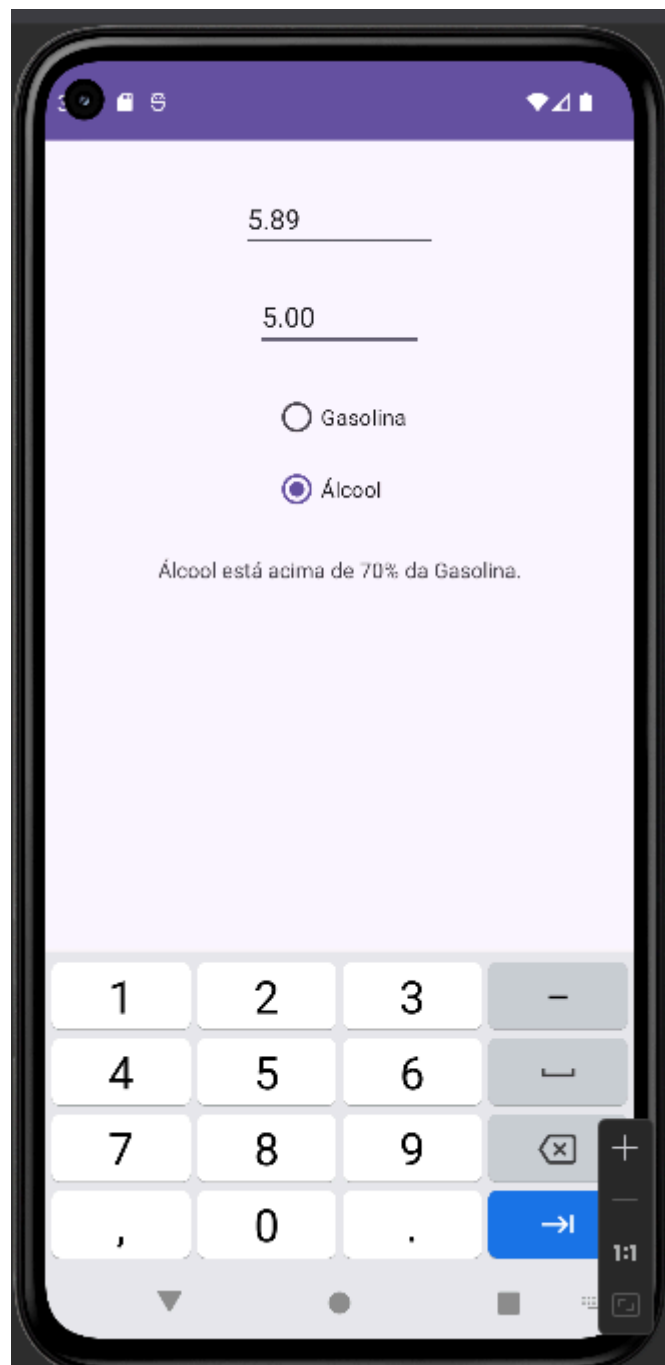 5.89
5.00
Gasolina
Álcool
Álcool está acima de 70% da Gasolina.
1 2 3 –
4 5 6
7 8 9
, 0 .
1:1